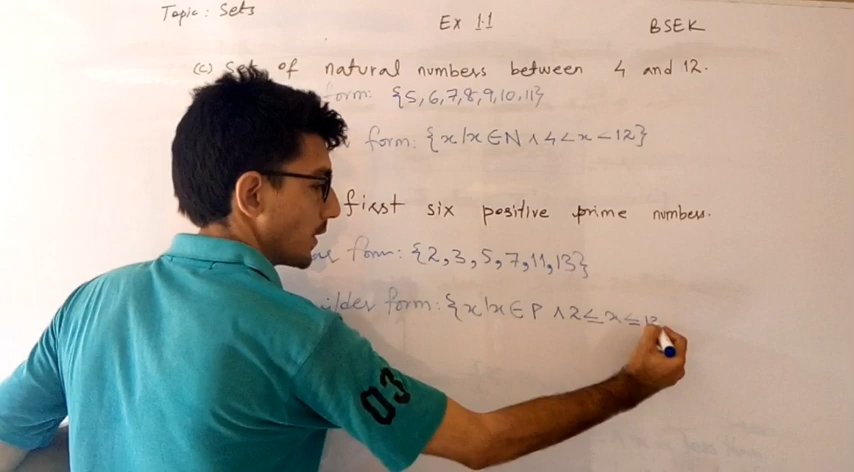 Topic: Sets Ex 1.1 BSEK
(c) Set of natural numbers between 4 and 12.
form: {5,6,7,8,9,10,11}
form: {x/x∈N ∧ 4<x<12}
first six positive prime numbers.
form: {2,3,5,7,11,13}
form: {x/x∈P ∧ 2≤x≤13
03